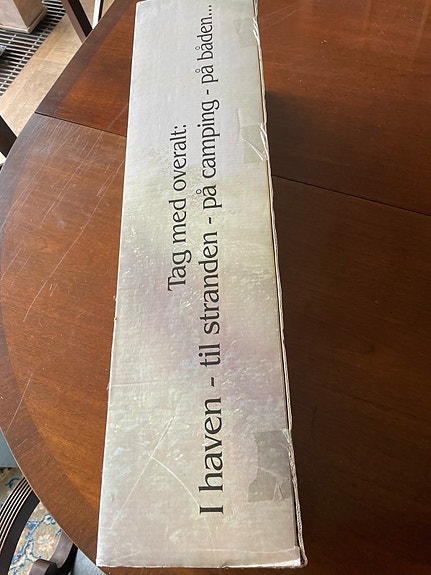 Tag med overalt:
I haven - til stranden - på camping - på båden...